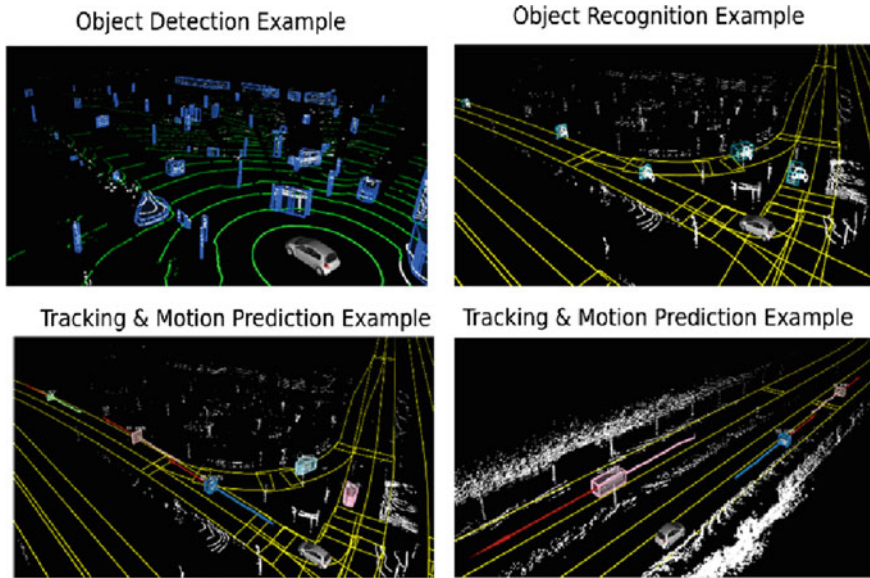 Object Detection Example
Object Recognition Example
Tracking & Motion Prediction Example
Tracking & Motion Prediction Example